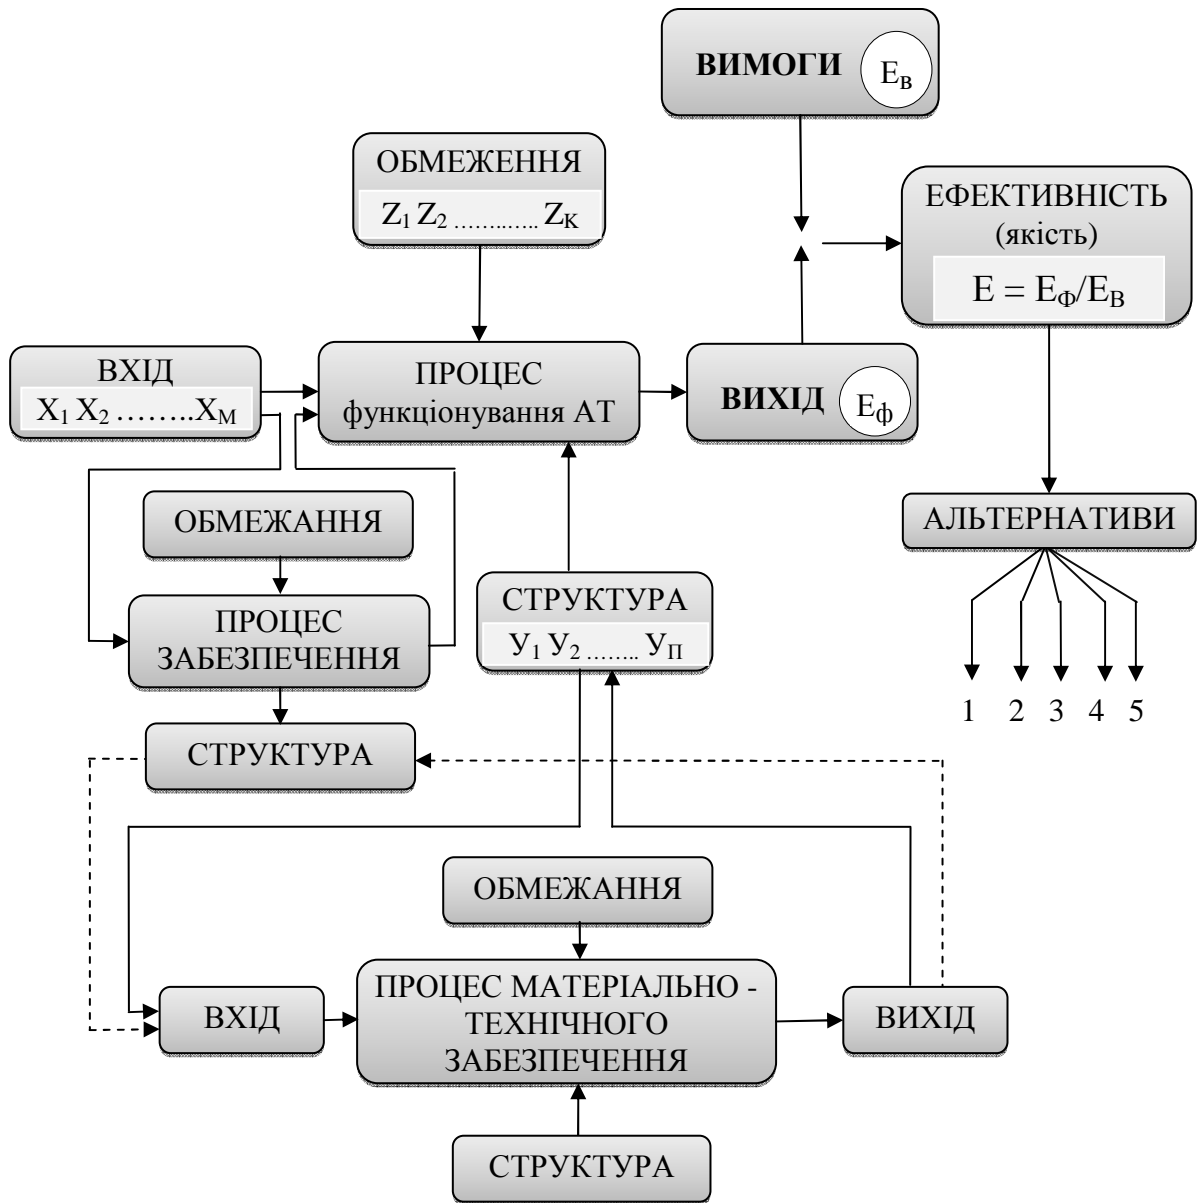 ВИМОГИ Eв
ОБМЕЖЕННЯ
Z1 Z2 ............. ZK
ЕФЕКТИВНІСТЬ
(якість)
E = EФ/EВ
ВХІД
X1 X2 ........XM
ПРОЦЕС
функціонування АТ
ВИХІД Eф
ОБМЕЖАННЯ
АЛЬТЕРНАТИВИ
ПРОЦЕС
ЗАБЕЗПЕЧЕННЯ
СТРУКТУРА
У1 У2 ........ УП
1 2 3 4 5
СТРУКТУРА
ОБМЕЖАННЯ
ВХІД
ПРОЦЕС МАТЕРІАЛЬНО -
ТЕХНІЧНОГО
ЗАБЕЗПЕЧЕННЯ
ВИХІД
СТРУКТУРА